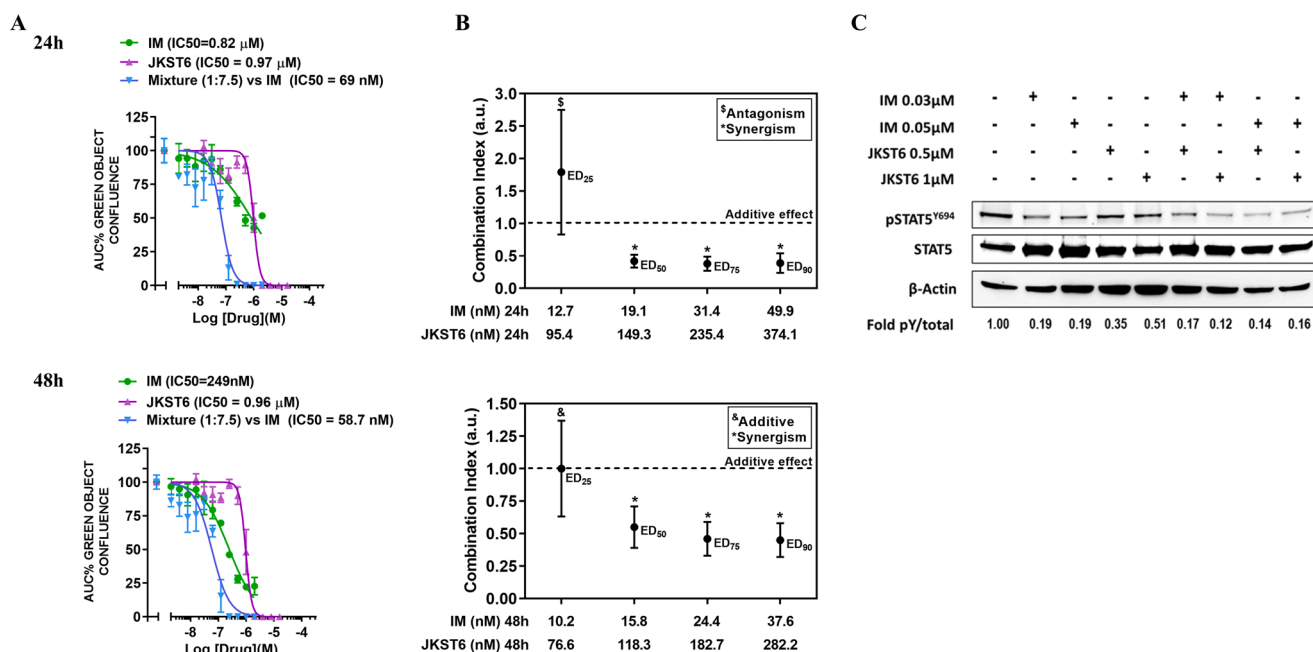 A
24h
IM (IC50=0.82 μM)
JKST6 (IC50 = 0.97 μM)
Mixture (1:7.5) vs IM (IC50 = 69 nM)
AUC% GREEN OBJECT
CONFLUENCE
125
100
75
50
25
0
-8 -7 -6 -5 -4
Log [Drug](M)
48h
IM (IC50=249nM)
JKST6 (IC50 = 0.96 μM)
Mixture (1:7.5) vs IM (IC50 = 58.7 nM)
AUC% GREEN OBJECT
CONFLUENCE
125
100
75
50
25
0
-8 -7 -6 -5 -4
Log [Drug](M)
B
Combination Index (a.u.)
3.0
2.5
2.0
1.5
1.0
0.5
0.0
$
ED25
$Antagonism
*Synergism
Additive effect
* * *
ED50 ED75 ED90
IM (nM) 24h 12.7 19.1 31.4 49.9
JKST6 (nM) 24h 95.4 149.3 235.4 374.1
Combination Index (a.u.)
1.50
1.25
1.00
0.75
0.50
0.25
0.00
&
ED25
&Additive
*Synergism
Additive effect
* * *
ED50 ED75 ED90
IM (nM) 48h 10.2 15.8 24.4 37.6
JKST6 (nM) 48h 76.6 118.3 182.7 282.2
C
IM 0.03μM - + - - - + + - -
IM 0.05μM - - + - - - - + +
JKST6 0.5μM - - - + - + - + -
JKST6 1μM - - - - + - + - +
pSTAT5Y694
STAT5
β-Actin
Fold pY/total 1.00 0.19 0.19 0.35 0.51 0.17 0.12 0.14 0.16